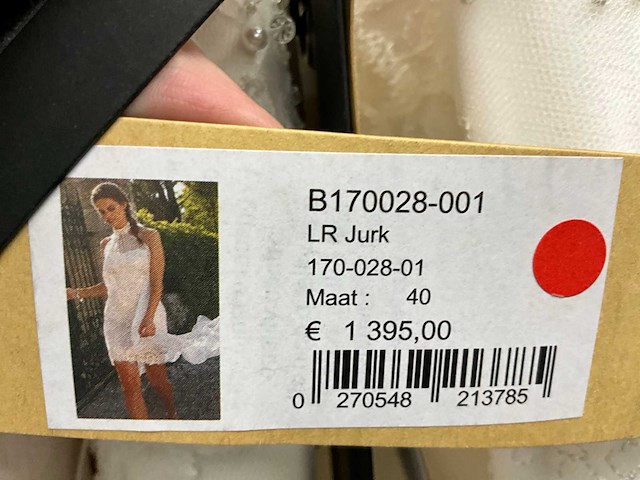 B170028-001
LR Jurk
170-028-01
Maat : 40
€ 1 395,00
0 270548 213785